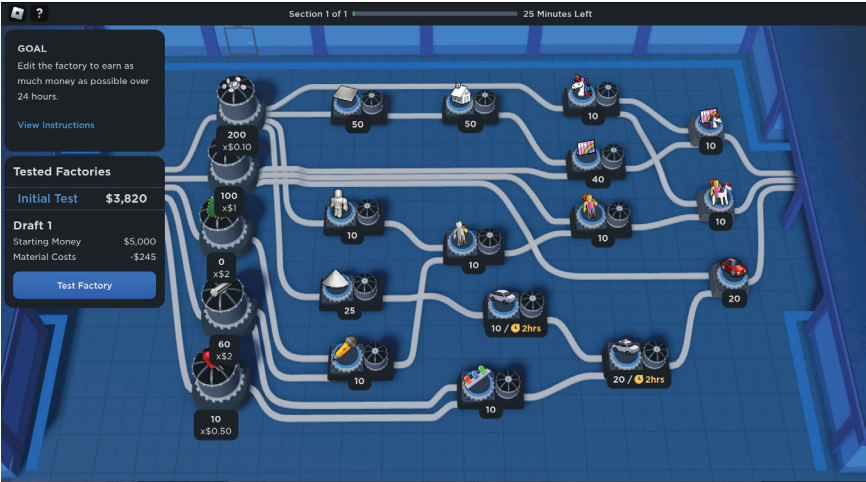 ?
Section 1 of 1
25 Minutes Left
GOAL
Edit the factory to earn as
much money as possible over
24 hours.
View Instructions
Tested Factories
Initial Test $3,820
Draft 1
Starting Money $5,000
Material Costs -$245
Test Factory
200
x$0.10
100
x$1
0
x$2
60
x$2
10
x$0.50
50
50
10
10
40
10
10
10
10
25
10 / 2hrs
20
10
20 / 2hrs
10